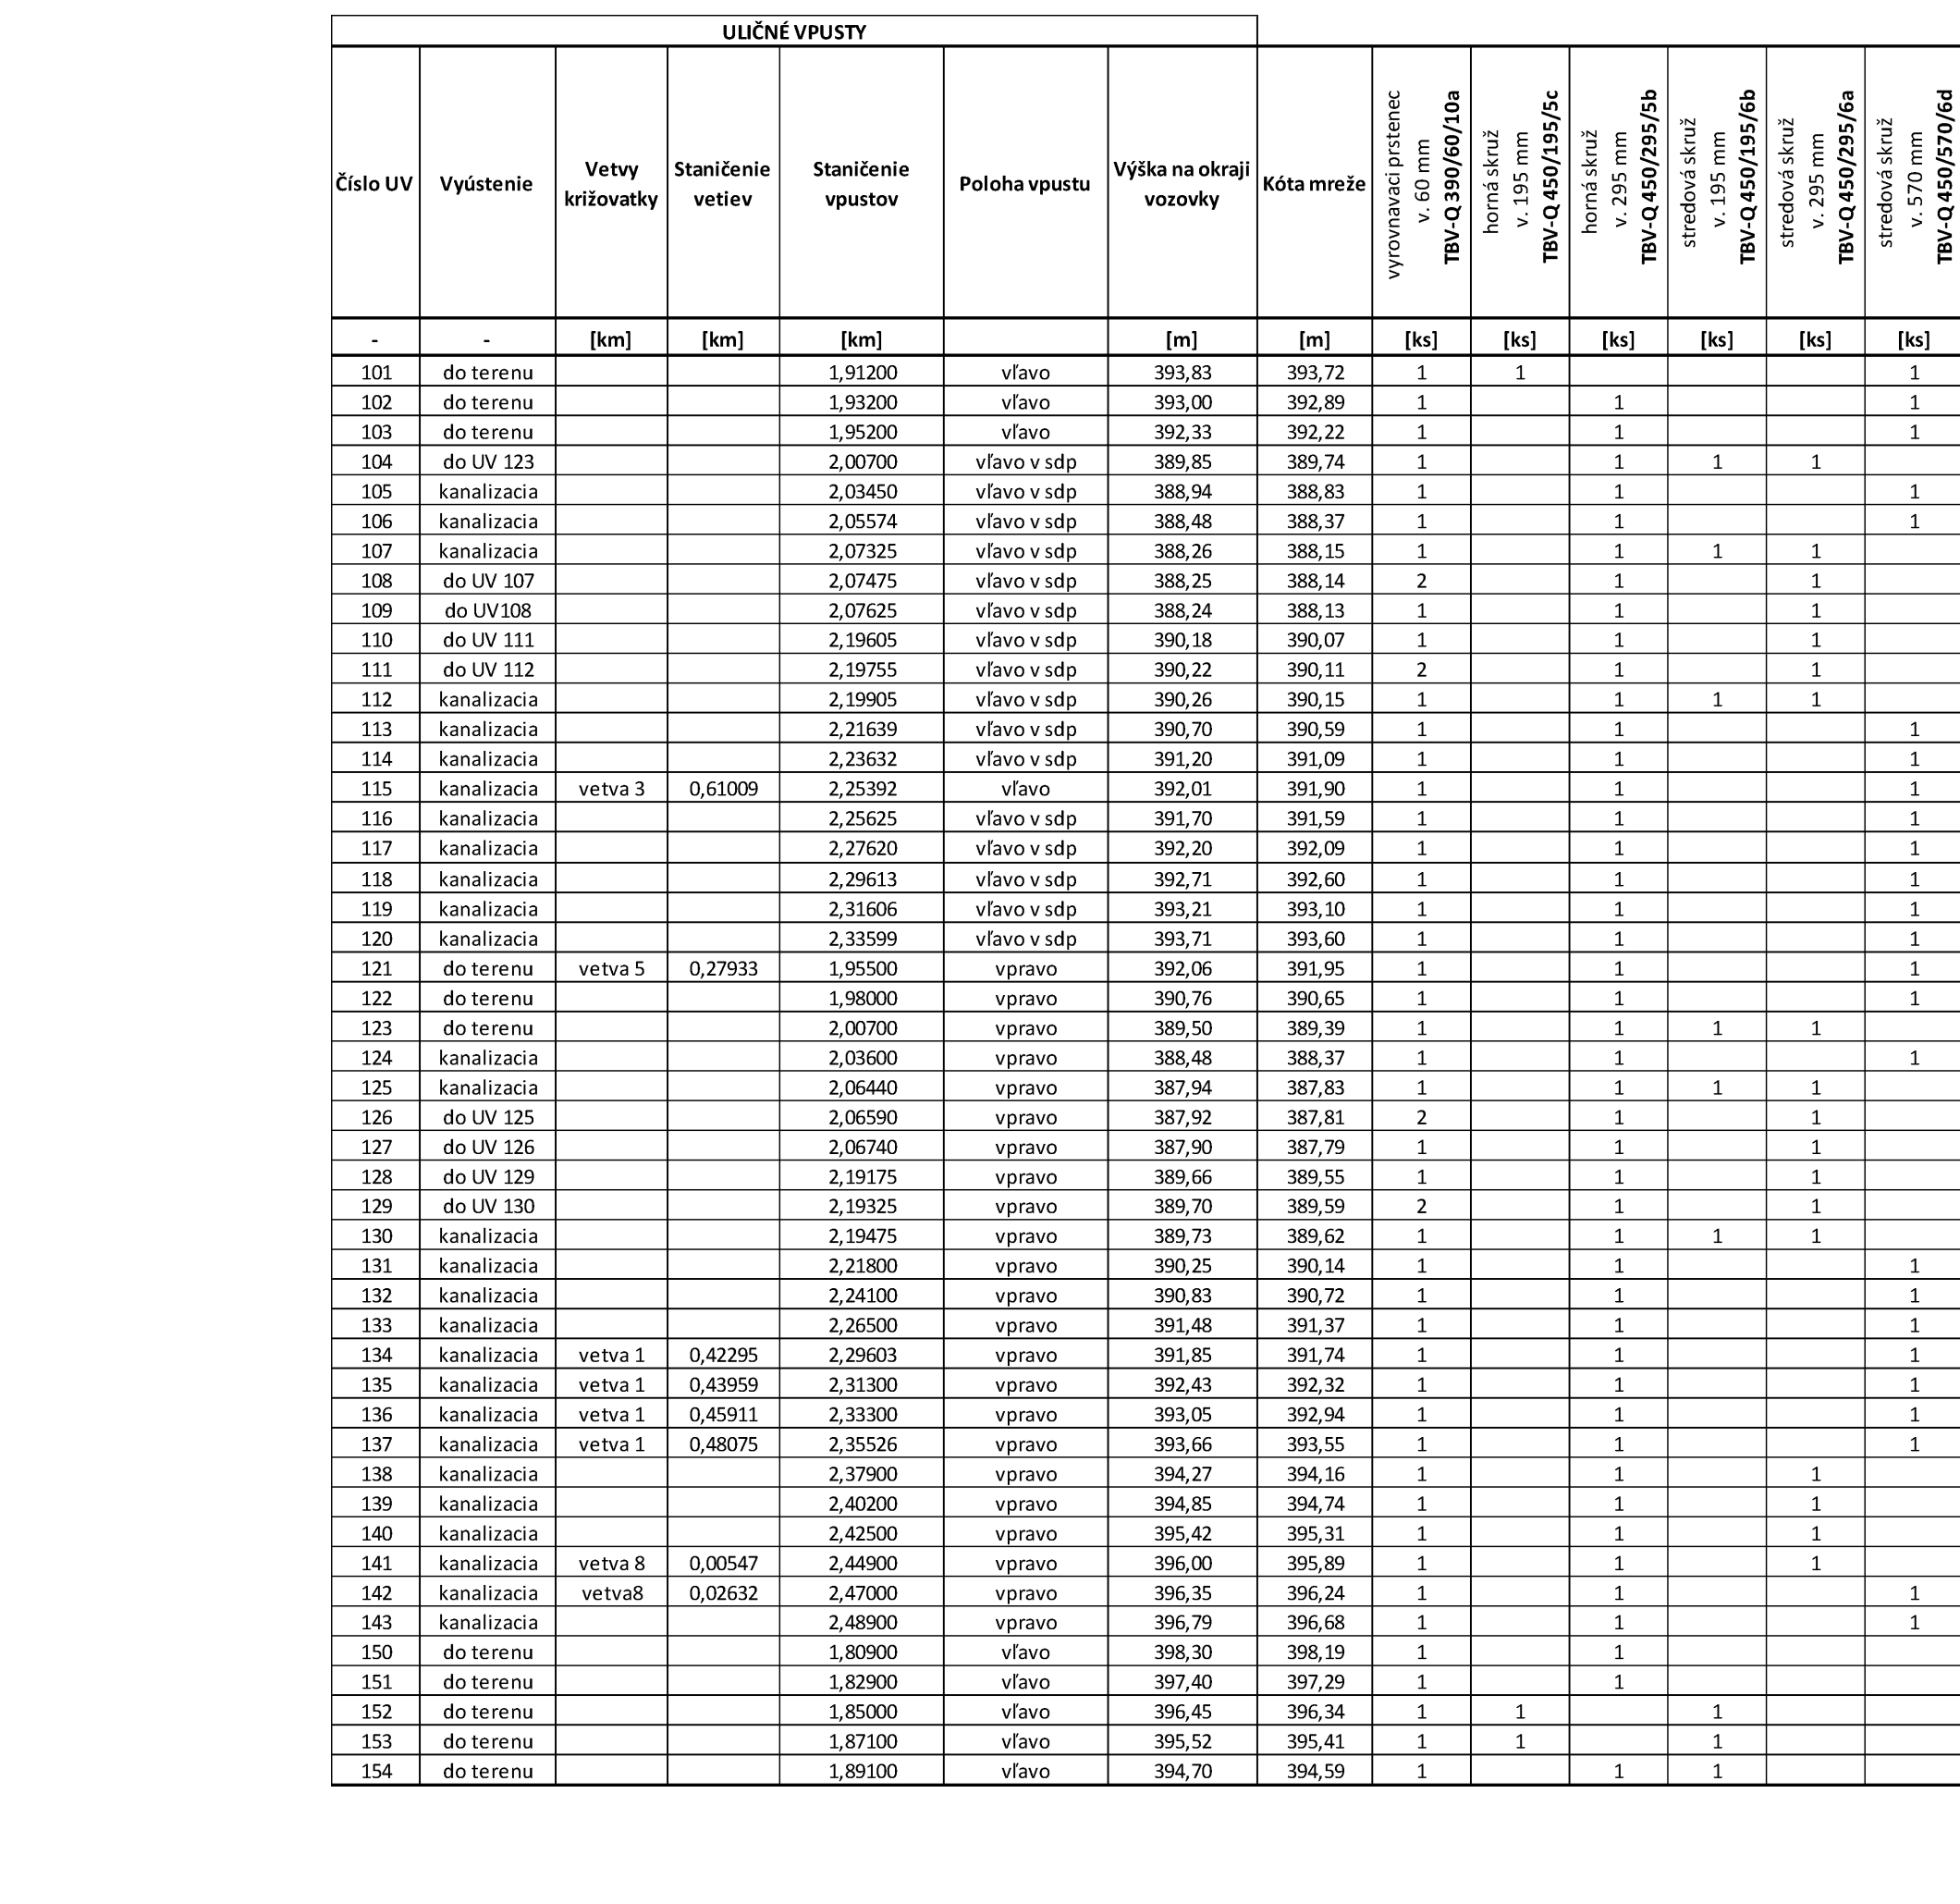 ULIČNÉ VPUSTY
Číslo UV Vyústenie Vetvy križovatky Staničenie vetiev Staničenie vpustov Poloha vpustu Výška na okraji vozovky Kóta mreže vyrovnavaci prstenec v. 60 mm TBV-Q 390/60/10a horná skruž v. 195 mm TBV-Q 450/195/5c horná skruž v. 295 mm TBV-Q 450/295/5b stredová skruž v. 195 mm TBV-Q 450/195/6b stredová skruž v. 295 mm TBV-Q 450/295/6a stredová skruž v. 570 mm TBV-Q 450/570/6d
- - [km] [km] [km] [m] [m] [ks] [ks] [ks] [ks] [ks] [ks]
101 do terenu 1,91200 vľavo 393,83 393,72 1 1 1
102 do terenu 1,93200 vľavo 393,00 392,89 1 1 1
103 do terenu 1,95200 vľavo 392,33 392,22 1 1 1
104 do UV 123 2,00700 vľavo v sdp 389,85 389,74 1 1 1 1
105 kanalizacia 2,03450 vľavo v sdp 388,94 388,83 1 1 1
106 kanalizacia 2,05574 vľavo v sdp 388,48 388,37 1 1 1
107 kanalizacia 2,07325 vľavo v sdp 388,26 388,15 1 1 1 1
108 do UV 107 2,07475 vľavo v sdp 388,25 388,14 2 1 1
109 do UV108 2,07625 vľavo v sdp 388,24 388,13 1 1 1
110 do UV 111 2,19605 vľavo v sdp 390,18 390,07 1 1 1
111 do UV 112 2,19755 vľavo v sdp 390,22 390,11 2 1 1
112 kanalizacia 2,19905 vľavo v sdp 390,26 390,15 1 1 1 1
113 kanalizacia 2,21639 vľavo v sdp 390,70 390,59 1 1 1
114 kanalizacia 2,23632 vľavo v sdp 391,20 391,09 1 1 1
115 kanalizacia vetva 3 0,61009 2,25392 vľavo 392,01 391,90 1 1 1
116 kanalizacia 2,25625 vľavo v sdp 391,70 391,59 1 1 1
117 kanalizacia 2,27620 vľavo v sdp 392,20 392,09 1 1 1
118 kanalizacia 2,29613 vľavo v sdp 392,71 392,60 1 1 1
119 kanalizacia 2,31606 vľavo v sdp 393,21 393,10 1 1 1
120 kanalizacia 2,33599 vľavo v sdp 393,71 393,60 1 1 1
121 do terenu vetva 5 0,27933 1,95500 vpravo 392,06 391,95 1 1 1
122 do terenu 1,98000 vpravo 390,76 390,65 1 1 1
123 do terenu 2,00700 vpravo 389,50 389,39 1 1 1 1
124 kanalizacia 2,03600 vpravo 388,48 388,37 1 1 1
125 kanalizacia 2,06440 vpravo 387,94 387,83 1 1 1 1
126 do UV 125 2,06590 vpravo 387,92 387,81 2 1 1
127 do UV 126 2,06740 vpravo 387,90 387,79 1 1 1
128 do UV 129 2,19175 vpravo 389,66 389,55 1 1 1
129 do UV 130 2,19325 vpravo 389,70 389,59 2 1 1
130 kanalizacia 2,19475 vpravo 389,73 389,62 1 1 1 1
131 kanalizacia 2,21800 vpravo 390,25 390,14 1 1 1
132 kanalizacia 2,24100 vpravo 390,83 390,72 1 1 1
133 kanalizacia 2,26500 vpravo 391,48 391,37 1 1 1
134 kanalizacia vetva 1 0,42295 2,29603 vpravo 391,85 391,74 1 1 1
135 kanalizacia vetva 1 0,43959 2,31300 vpravo 392,43 392,32 1 1 1
136 kanalizacia vetva 1 0,45911 2,33300 vpravo 393,05 392,94 1 1 1
137 kanalizacia vetva 1 0,48075 2,35526 vpravo 393,66 393,55 1 1 1
138 kanalizacia 2,37900 vpravo 394,27 394,16 1 1 1
139 kanalizacia 2,40200 vpravo 394,85 394,74 1 1 1
140 kanalizacia 2,42500 vpravo 395,42 395,31 1 1 1
141 kanalizacia vetva 8 0,00547 2,44900 vpravo 396,00 395,89 1 1 1
142 kanalizacia vetva8 0,02632 2,47000 vpravo 396,35 396,24 1 1 1
143 kanalizacia 2,48900 vpravo 396,79 396,68 1 1 1
150 do terenu 1,80900 vľavo 398,30 398,19 1 1
151 do terenu 1,82900 vľavo 397,40 397,29 1 1
152 do terenu 1,85000 vľavo 396,45 396,34 1 1 1
153 do terenu 1,87100 vľavo 395,52 395,41 1 1 1
154 do terenu 1,89100 vľavo 394,70 394,59 1 1 1